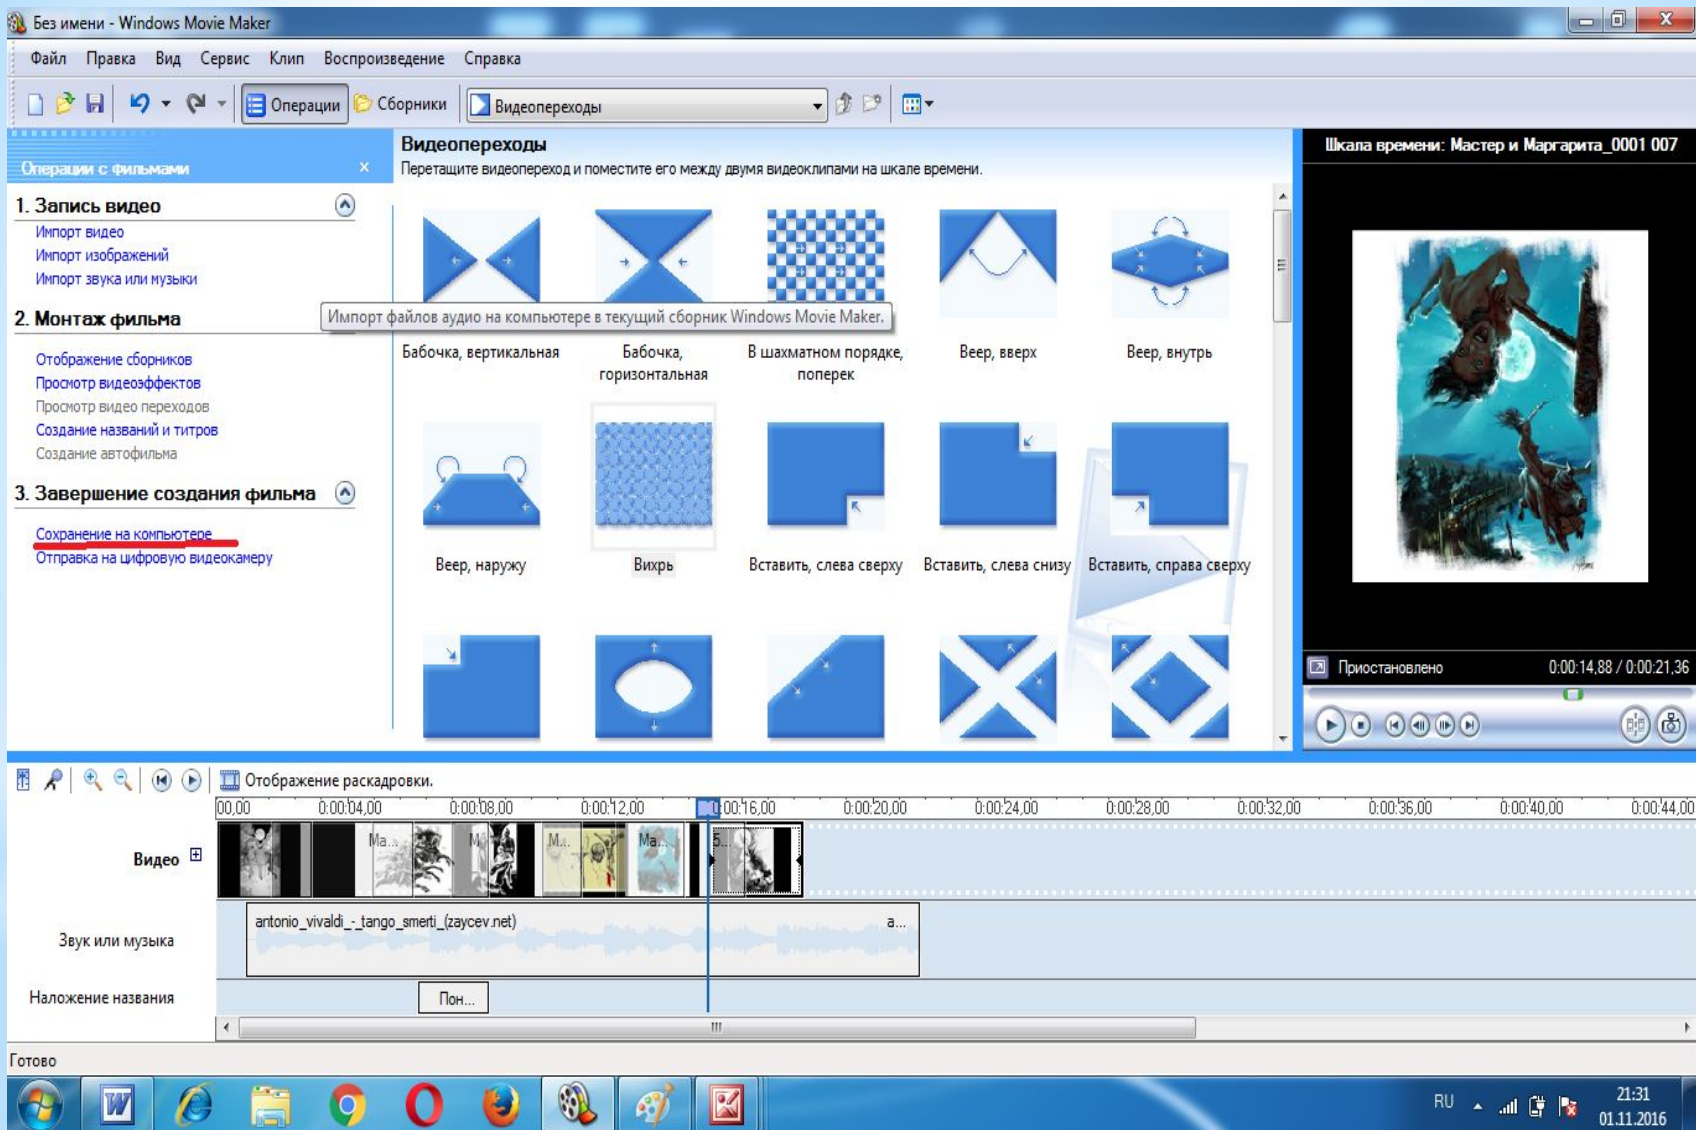 Без имени - Windows Movie Maker
Файл Правка Вид Сервис Клип Воспроизведение Справка
Операции Сборники Видеопереходы
Операции с фильмами
1. Запись видео
Импорт видео
Импорт изображений
Импорт звука или музыки
2. Монтаж фильма
Отображение сборников
Просмотр видеоэффектов
Просмотр видео переходов
Создание названий и титров
Создание автофильма
3. Завершение создания фильма
Сохранение на компьютере
Отправка на цифровую видеокамеру
Видеопереходы
Перетащите видеопереход и поместите его между двумя видеоклипами на шкале времени.
Импорт файлов аудио на компьютере в текущий сборник Windows Movie Maker.
Бабочка, вертикальная
Бабочка,
горизонтальная
В шахматном порядке,
поперек
Веер, вверх
Веер, внутрь
Веер, наружу
Вихрь
Вставить, слева сверху
Вставить, слева снизу
Вставить, справа сверху
Шкала времени: Мастер и Маргарита_0001 007
Приостановлено 0:00:14,88 / 0:00:21,36
Отображение раскадровки.
00,00 0:00:04,00 0:00:08,00 0:00:12,00 0:00:16,00 0:00:20,00 0:00:24,00 0:00:28,00 0:00:32,00 0:00:36,00 0:00:40,00 0:00:44,00
Видео
Ма... М... Ма...
Звук или музыка
antonio_vivaldi_-_tango_smerti_(zaycev.net) a...
Наложение названия
Пон...
Готово
RU
21:31
01.11.2016